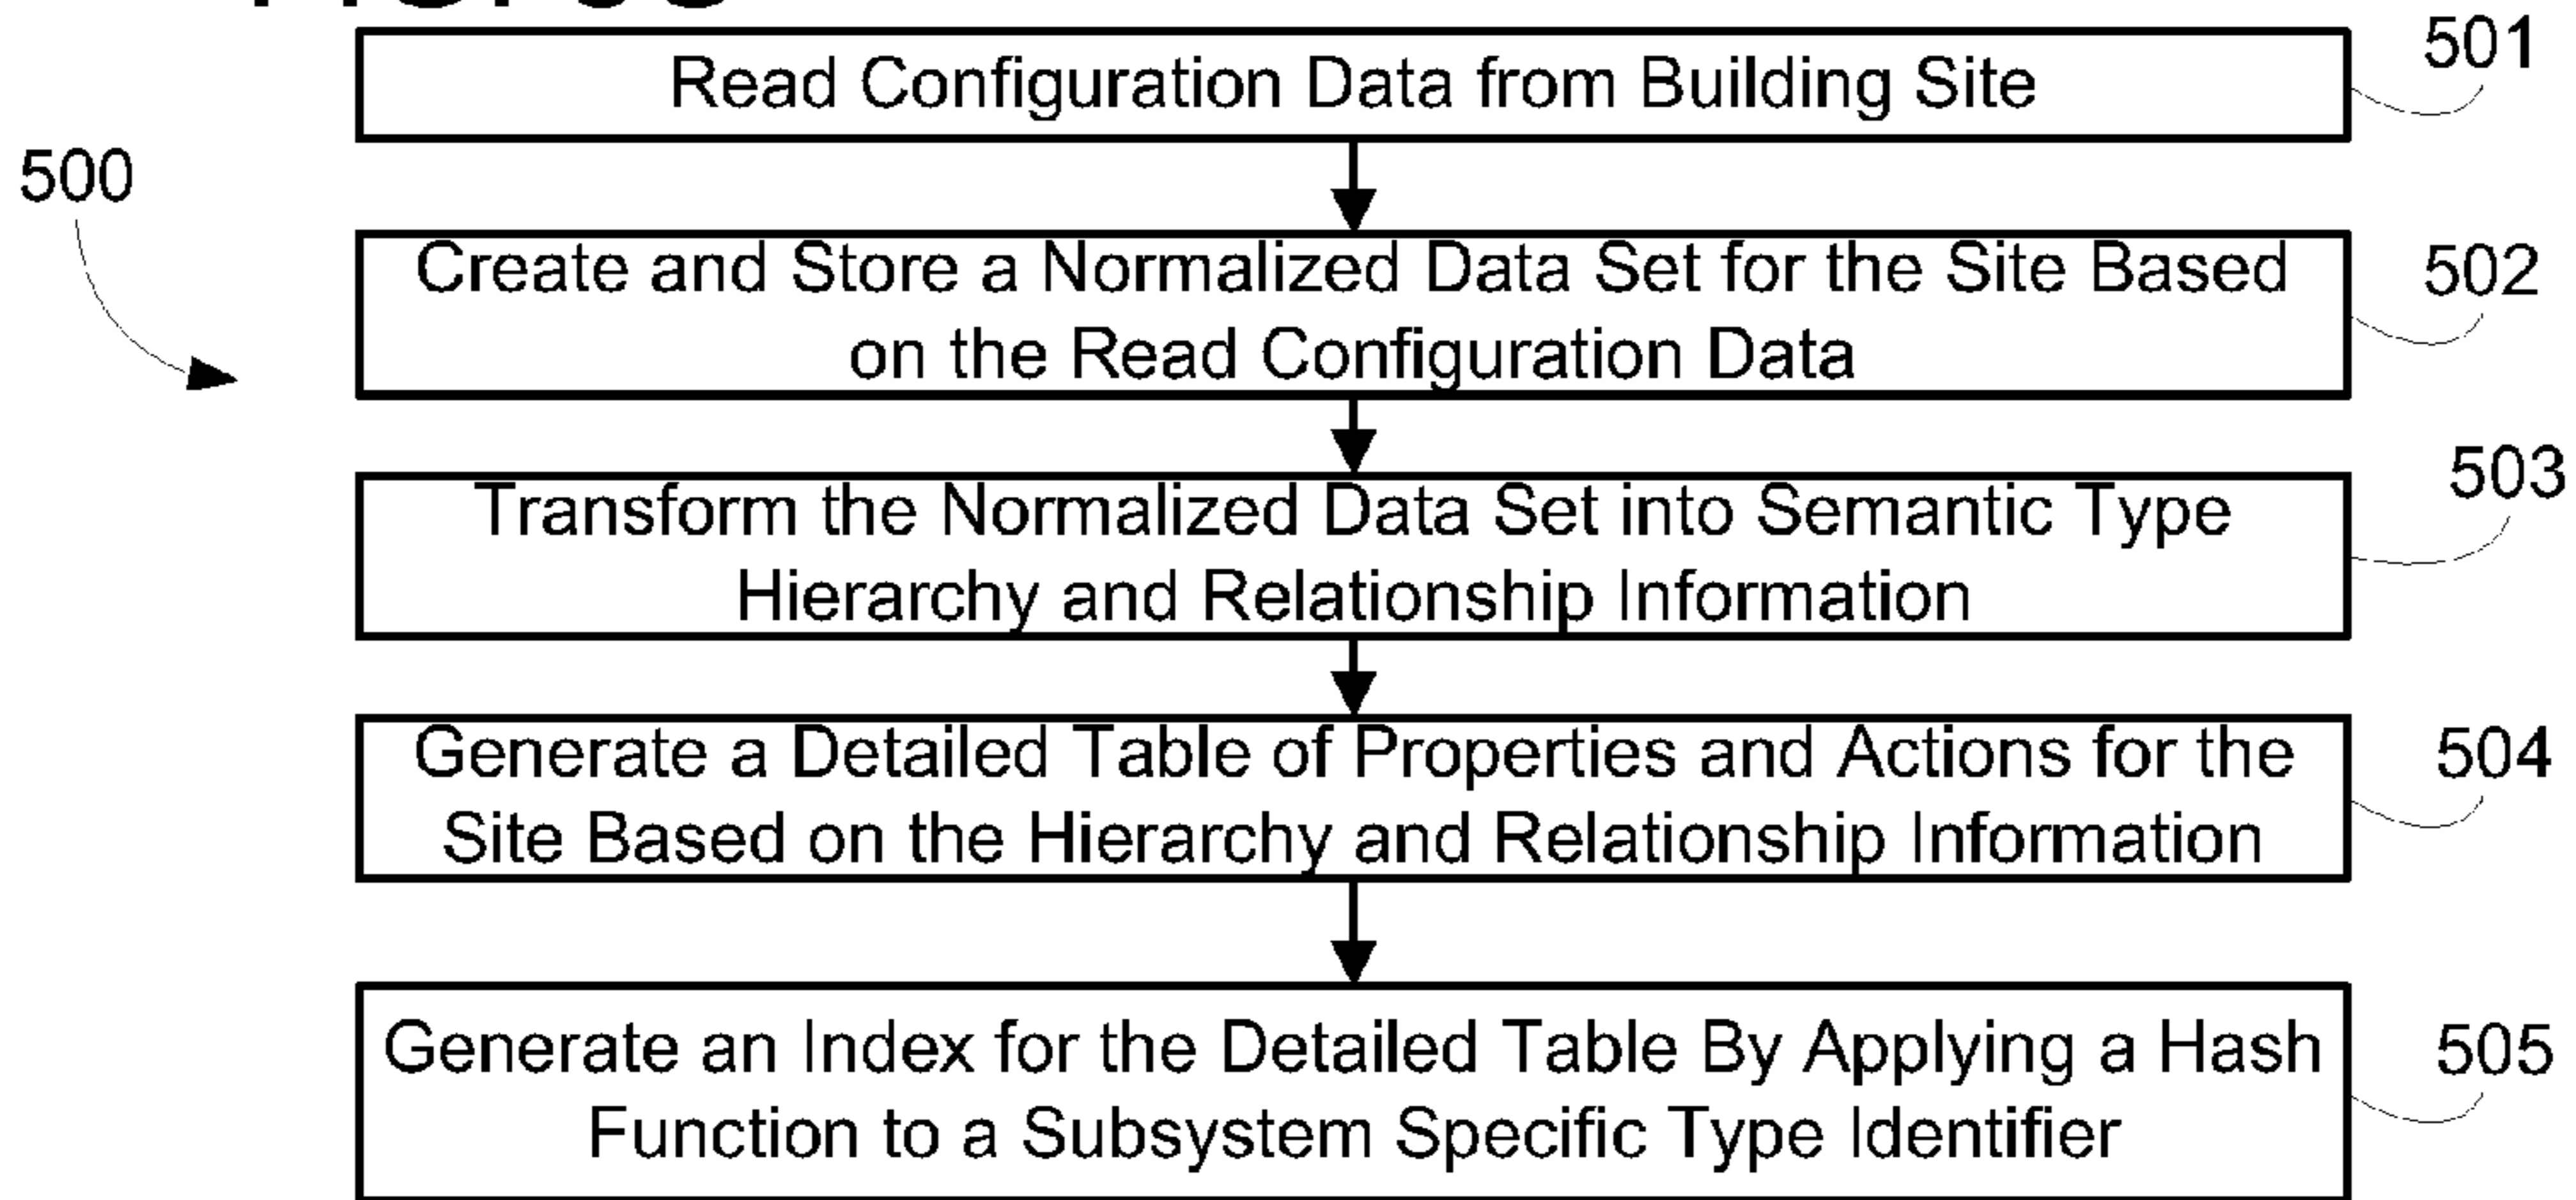 Read Configuration Data from Building Site
501
500
Create and Store a Normalized Data Set for the Site Based
on the Read Configuration Data
502
Transform the Normalized Data Set into Semantic Type
Hierarchy and Relationship Information
503
Generate a Detailed Table of Properties and Actions for the
Site Based on the Hierarchy and Relationship Information
504
Generate an Index for the Detailed Table By Applying a Hash
Function to a Subsystem Specific Type Identifier
505